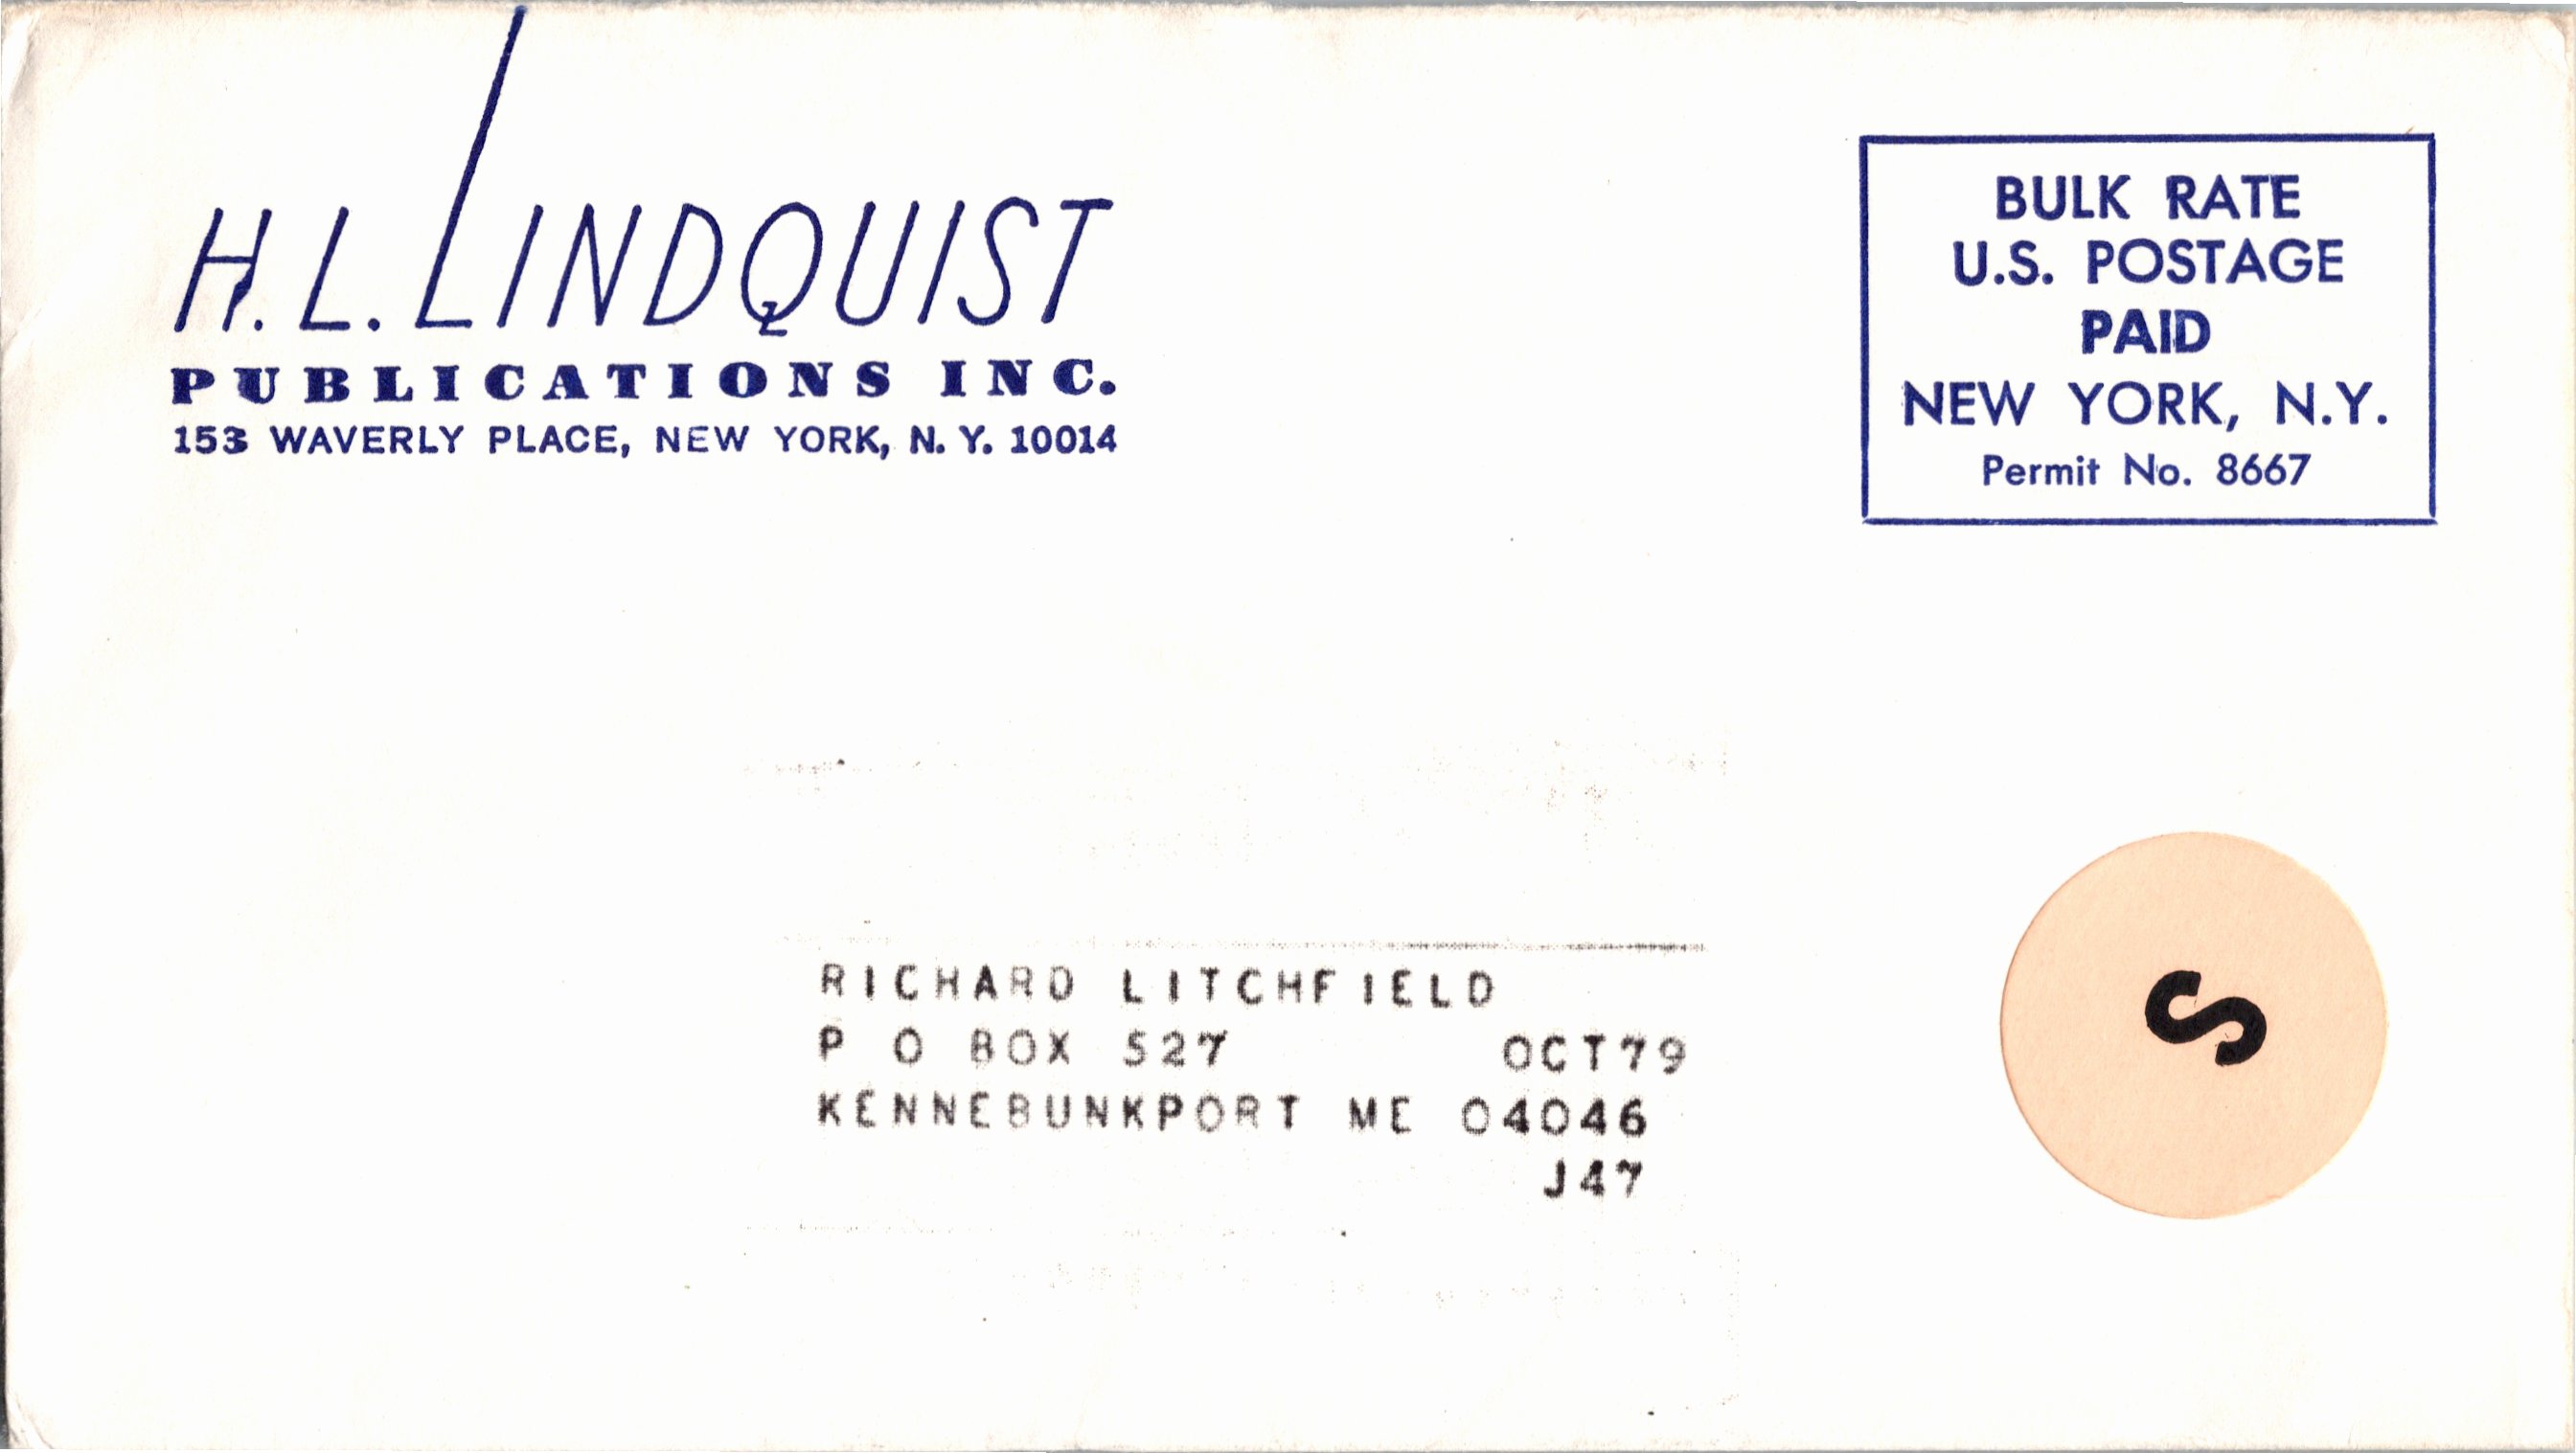 H. L. LINDQUIST
PUBLICATIONS INC.
153 WAVERLY PLACE, NEW YORK, N. Y. 10014
BULK RATE
U.S. POSTAGE
PAID
NEW YORK, N.Y.
Permit No. 8667
RICHARD LITCHFIELD
P O BOX 527 OCT79
KENNEBUNKPORT ME 04046
J47
S